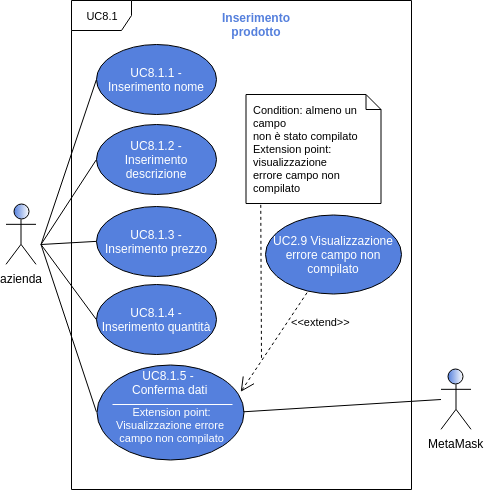 UC8.1
Inserimento
prodotto
UC8.1.1 -
Inserimento nome
Condition: almeno un
campo
non è stato compilato
Extension point:
visualizzazione
errore campo non
compilato
UC8.1.2 -
Inserimento
descrizione
UC8.1.3 -
Inserimento prezzo
UC2.9 Visualizzazione
errore campo non
compilato
azienda
UC8.1.4 -
Inserimento quantità
<<extend>>
UC8.1.5 -
Conferma dati
Extension point:
Visualizzazione errore
campo non compilato
MetaMask